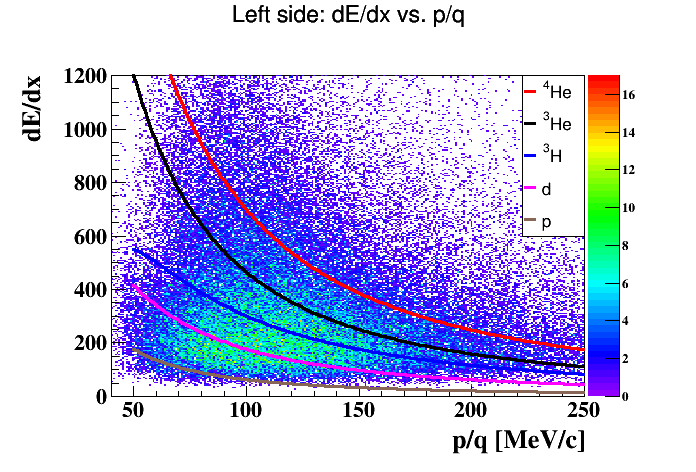 Left side: dE/dx vs. p/q
dE/dx
1200
1000
800
600
400
200
0
50 100 150 200 250
p/q [MeV/c]
⁴He
³He
³H
d
p
16
14
12
10
8
6
4
2
0